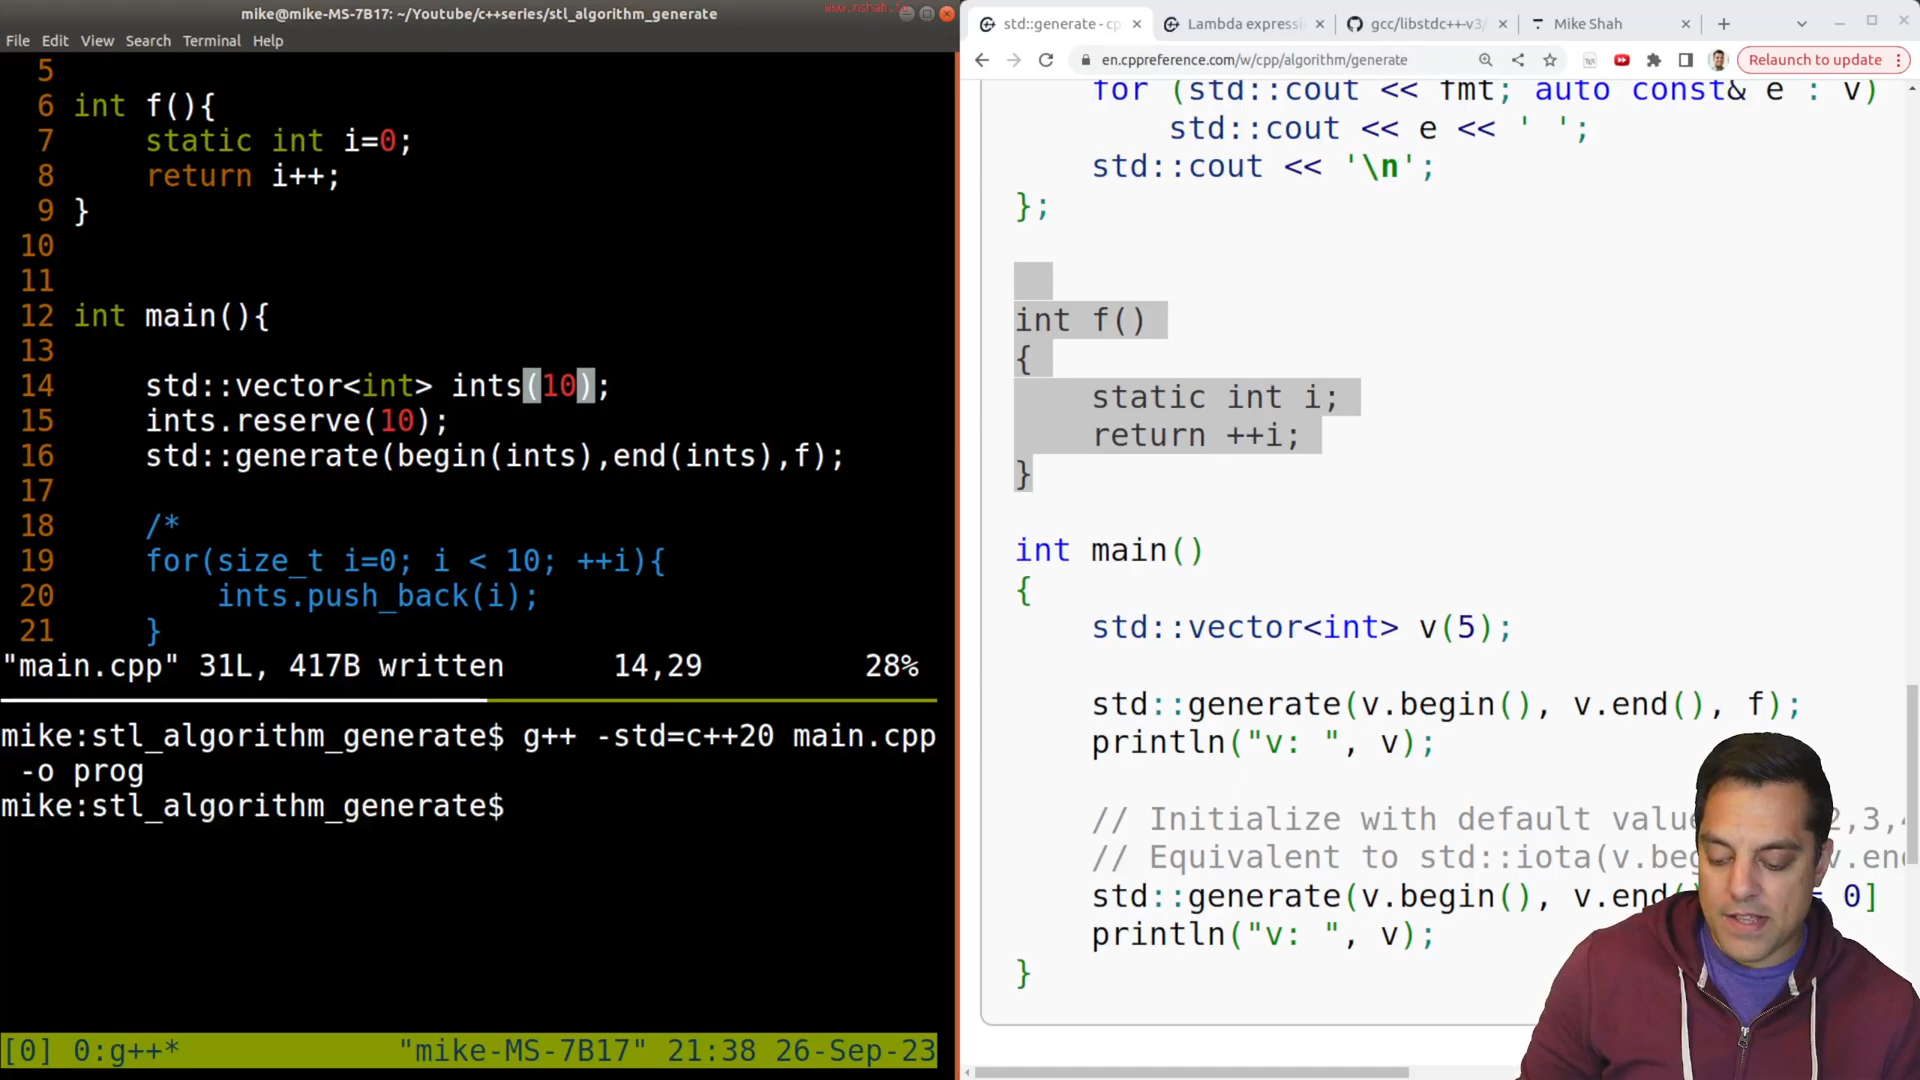 mike@mike-MS-7B17: ~/Youtube/c++series/stl_algorithm_generate
File Edit View Search Terminal Help
5
6 int f(){
7 static int i=0;
8 return i++;
9 }
10
11
12 int main(){
13
14 std::vector<int> ints(10);
15 ints.reserve(10);
16 std::generate(begin(ints),end(ints),f);
17
18 /*
19 for(size_t i=0; i < 10; ++i){
20 ints.push_back(i);
21 }
"main.cpp" 31L, 417B written 14,29 28%
mike:stl_algorithm_generate$ g++ -std=c++20 main.cpp
-o prog
mike:stl_algorithm_generate$
[0] 0:g++* "mike-MS-7B17" 21:38 26-Sep-23
std::generate - cp
Lambda expressi
gcc/libstdc++-v3/
Mike Shah
en.cppreference.com/w/cpp/algorithm/generate
Relaunch to update
for (std::cout << fmt; auto const& e : v)
std::cout << e << ' ';
std::cout << '\n';
};
int f()
{
static int i;
return ++i;
}
int main()
{
std::vector<int> v(5);
std::generate(v.begin(), v.end(), f);
println("v: ", v);
// Initialize with default value 2,3,
// Equivalent to std::iota(v.beg v.en
std::generate(v.begin(), v.end() = 0]
println("v: ", v);
}